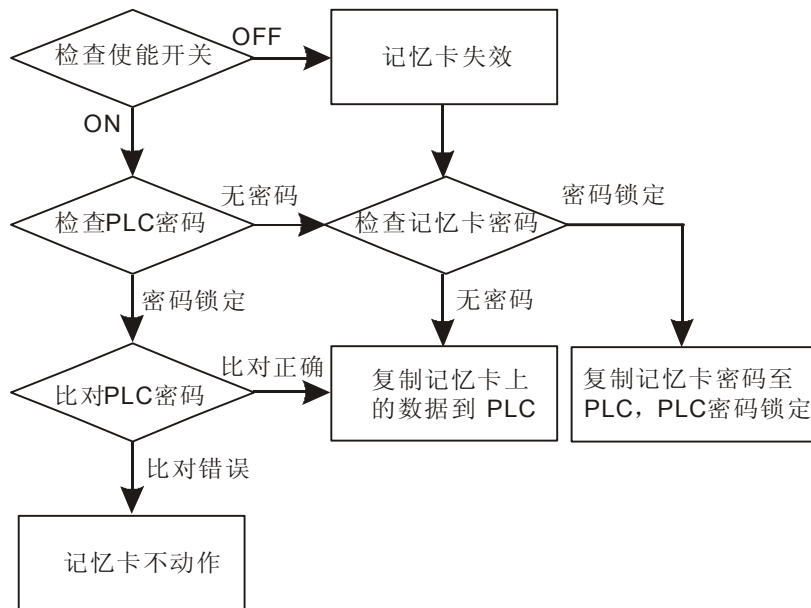 检查使能开关
OFF
记忆卡失效
ON
检查PLC密码
无密码
检查记忆卡密码
密码锁定
密码锁定
无密码
比对PLC密码
比对正确
复制记忆卡上
的数据到 PLC
复制记忆卡密码至
PLC，PLC密码锁定
比对错误
记忆卡不动作